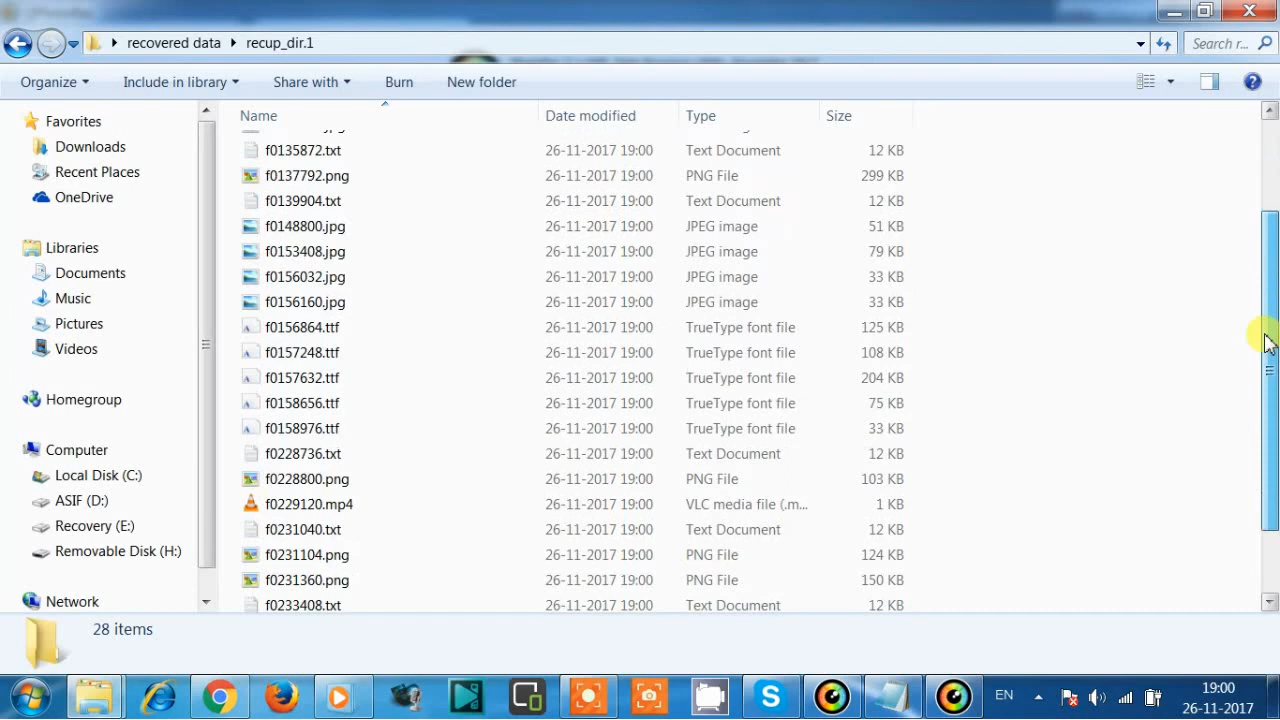 recovered data recup_dir.1 Search r...
Organize Include in library Share with Burn New folder
Favorites
Downloads
Recent Places
OneDrive
Libraries
Documents
Music
Pictures
Videos
Homegroup
Computer
Local Disk (C:)
ASIF (D:)
Recovery (E:)
Removable Disk (H:)
Network
Name Date modified Type Size
f0135872.txt 26-11-2017 19:00 Text Document 12 KB
f0137792.png 26-11-2017 19:00 PNG File 299 KB
f0139904.txt 26-11-2017 19:00 Text Document 12 KB
f0148800.jpg 26-11-2017 19:00 JPEG image 51 KB
f0153408.jpg 26-11-2017 19:00 JPEG image 79 KB
f0156032.jpg 26-11-2017 19:00 JPEG image 33 KB
f0156160.jpg 26-11-2017 19:00 JPEG image 33 KB
f0156864.ttf 26-11-2017 19:00 TrueType font file 125 KB
f0157248.ttf 26-11-2017 19:00 TrueType font file 108 KB
f0157632.ttf 26-11-2017 19:00 TrueType font file 204 KB
f0158656.ttf 26-11-2017 19:00 TrueType font file 75 KB
f0158976.ttf 26-11-2017 19:00 TrueType font file 33 KB
f0228736.txt 26-11-2017 19:00 Text Document 12 KB
f0228800.png 26-11-2017 19:00 PNG File 103 KB
f0229120.mp4 26-11-2017 19:00 VLC media file (.m... 1 KB
f0231040.txt 26-11-2017 19:00 Text Document 12 KB
f0231104.png 26-11-2017 19:00 PNG File 124 KB
f0231360.png 26-11-2017 19:00 PNG File 150 KB
f0233408.txt 26-11-2017 19:00 Text Document 12 KB
28 items
EN
19:00
26-11-2017